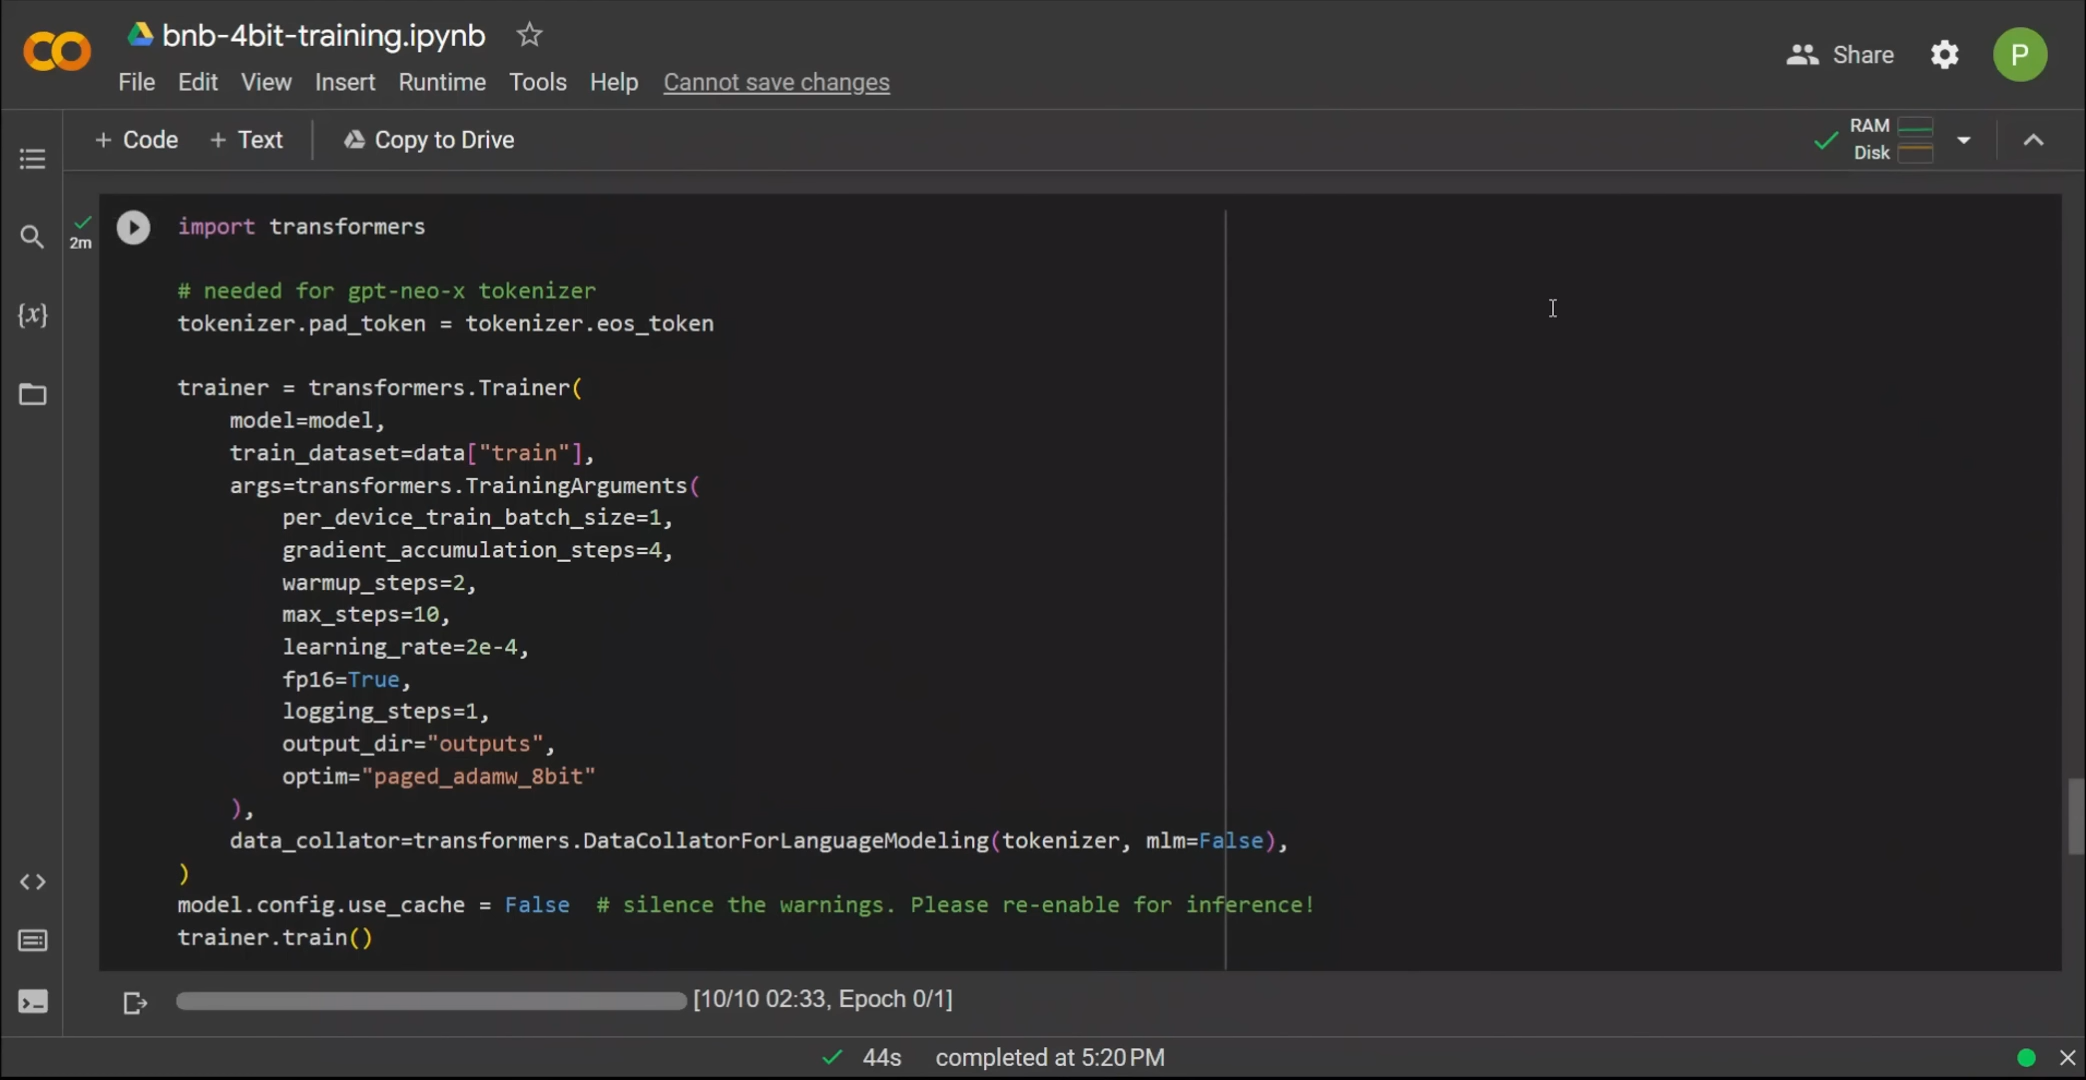 bnb-4bit-training.ipynb
File Edit View Insert Runtime Tools Help Cannot save changes
Share
P
+ Code + Text Copy to Drive
RAM
Disk
{x}
2m
import transformers
# needed for gpt-neo-x tokenizer
tokenizer.pad_token = tokenizer.eos_token
trainer = transformers.Trainer(
model=model,
train_dataset=data["train"],
args=transformers.TrainingArguments(
per_device_train_batch_size=1,
gradient_accumulation_steps=4,
warmup_steps=2,
max_steps=10,
learning_rate=2e-4,
fp16=True,
logging_steps=1,
output_dir="outputs",
optim="paged_adamw_8bit"
),
data_collator=transformers.DataCollatorForLanguageModeling(tokenizer, mlm=False),
)
model.config.use_cache = False  # silence the warnings. Please re-enable for inference!
trainer.train()
[10/10 02:33, Epoch 0/1]
44s completed at 5:20 PM